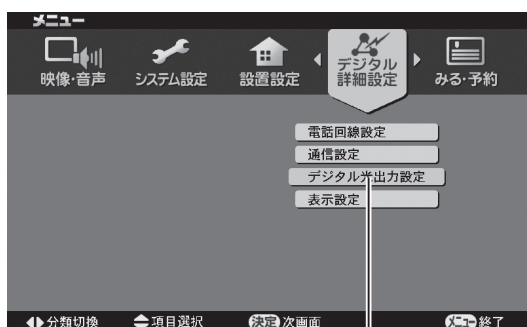 メニュー
映像・音声 システム設定 設置設定 デジタル詳細設定 みる・予約
電話回線設定
通信設定
デジタル光出力設定
表示設定
分類切換 項目選択 決定 次画面 メニュー 終了